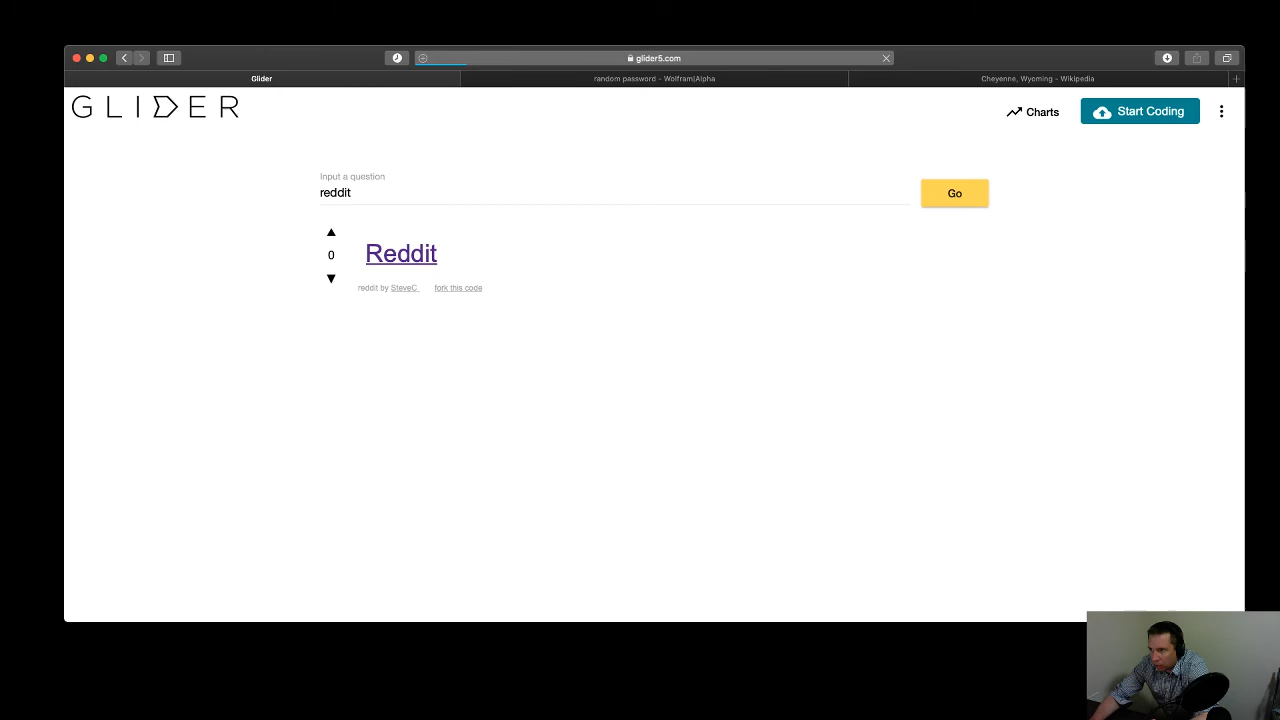 glider5.com
Glider
random password - Wolfram|Alpha
Cheyenne, Wyoming - Wikipedia
GLIDER
Charts
Start Coding
Input a question
reddit
Go
0
Reddit
reddit by SteveC
fork this code